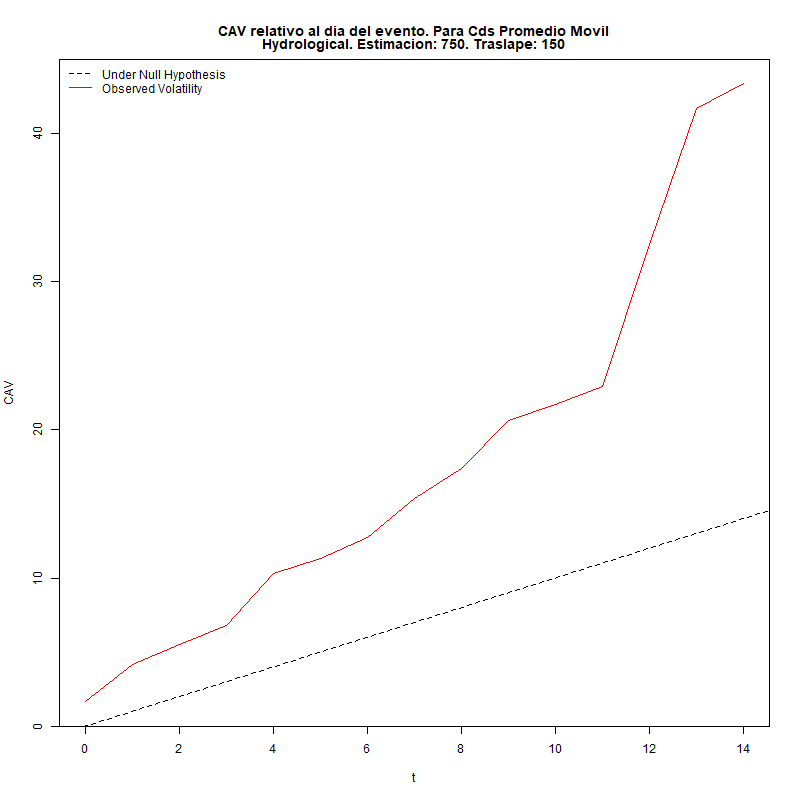 CAV relativo al dia del evento. Para Cds Promedio Movil
Hydrological. Estimacion: 750. Traslape: 150
Under Null Hypothesis
Observed Volatility
CAV
40
30
20
10
0
0 2 4 6 8 10 12 14
t